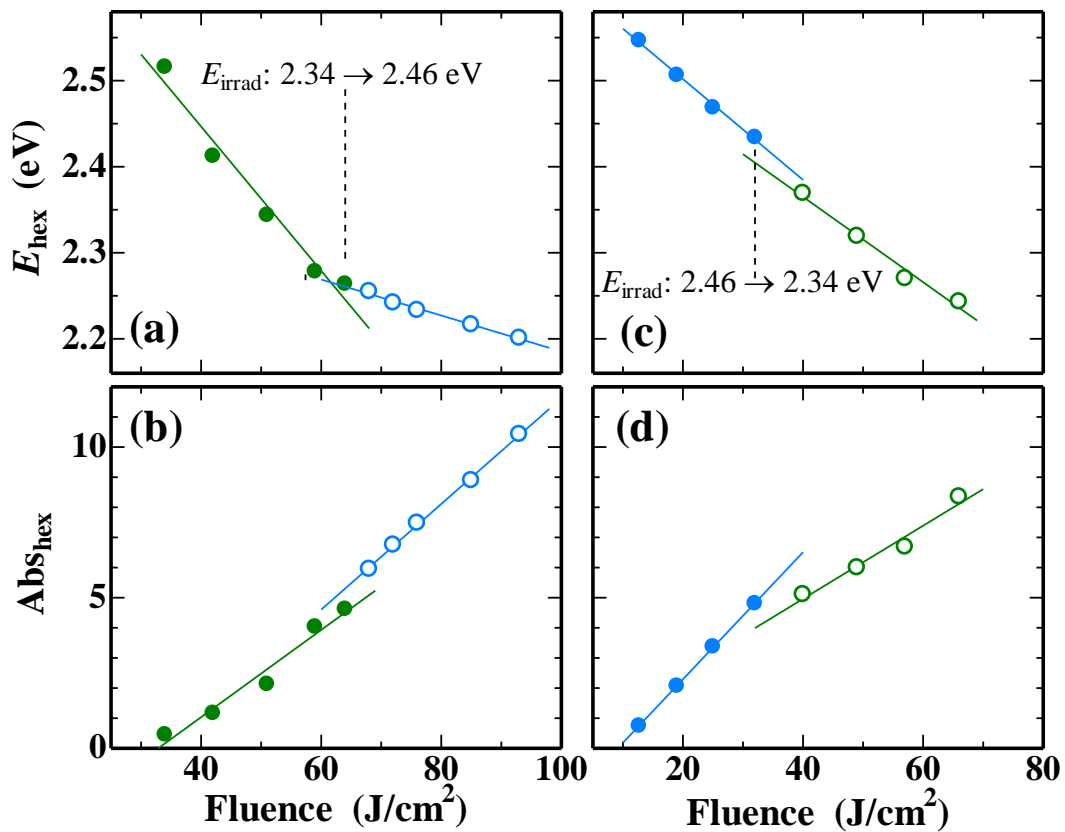 2.5
2.4
2.3
2.2
E_hex (eV)
E_irrad: 2.34 → 2.46 eV
(a)
E_irrad: 2.46 → 2.34 eV
(c)
10
5
0
Abs_hex
(b)
40 60 80 100
Fluence (J/cm²)
(d)
20 40 60 80
Fluence (J/cm²)